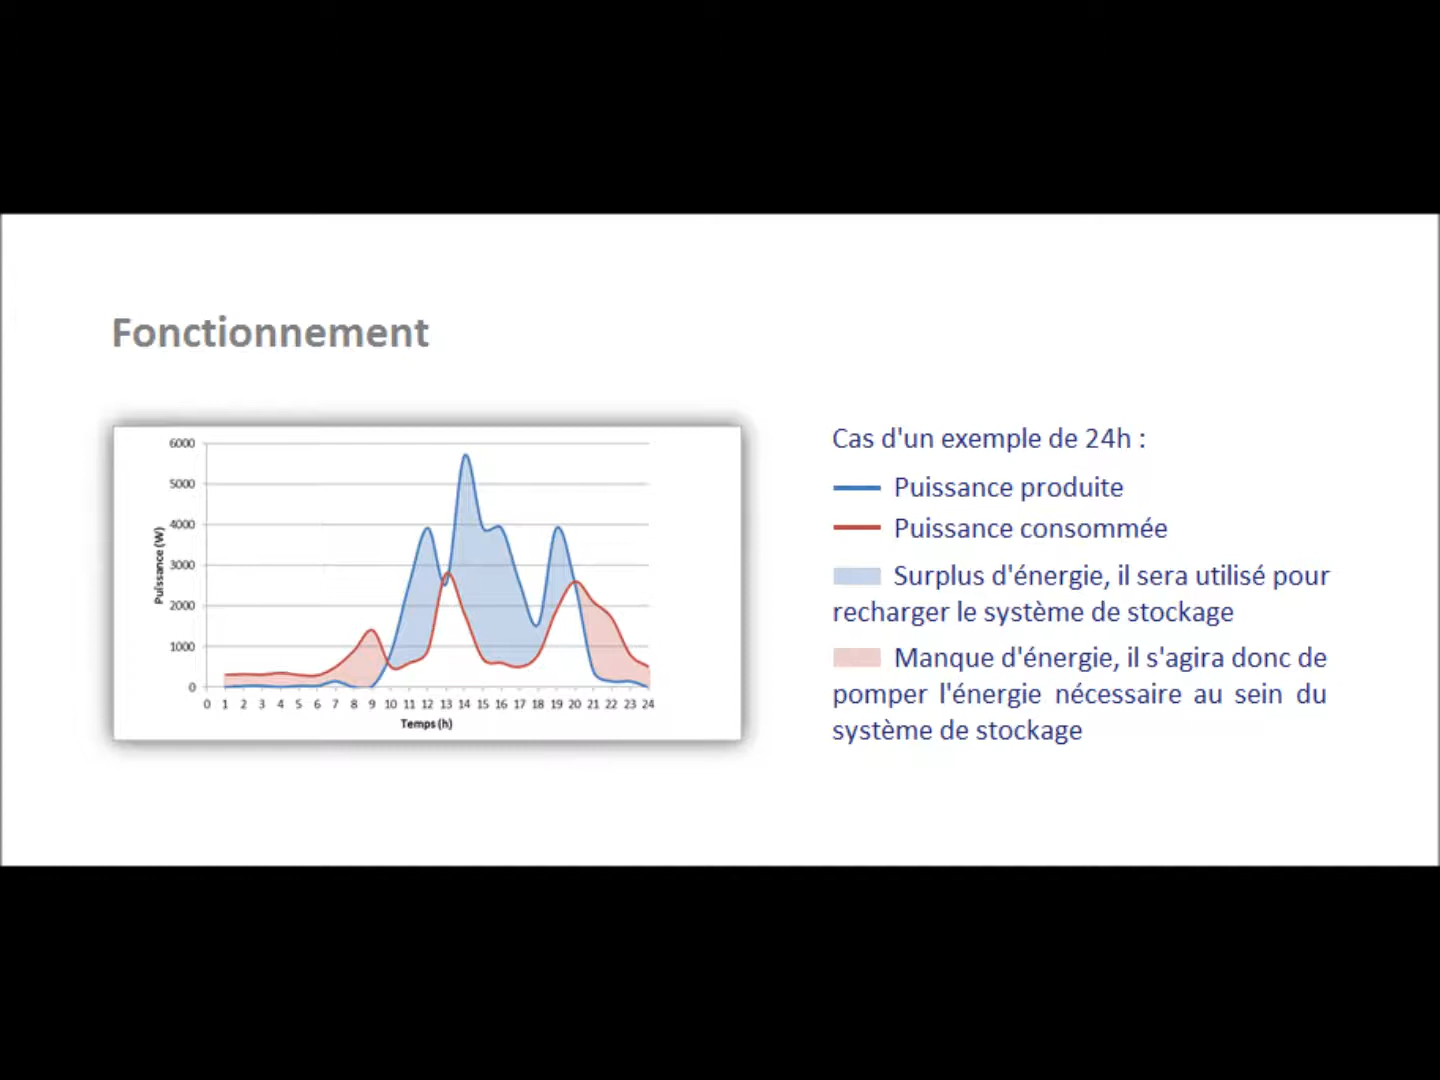 Fonctionnement
6000
5000
4000
3000
2000
1000
0
Puissance (W)
0 1 2 3 4 5 6 7 8 9 10 11 12 13 14 15 16 17 18 19 20 21 22 23 24
Temps (h)
Cas d'un exemple de 24h :
Puissance produite
Puissance consommée
Surplus d'énergie, il sera utilisé pour
recharger le système de stockage
Manque d'énergie, il s'agira donc de
pomper l'énergie nécessaire au sein du
système de stockage